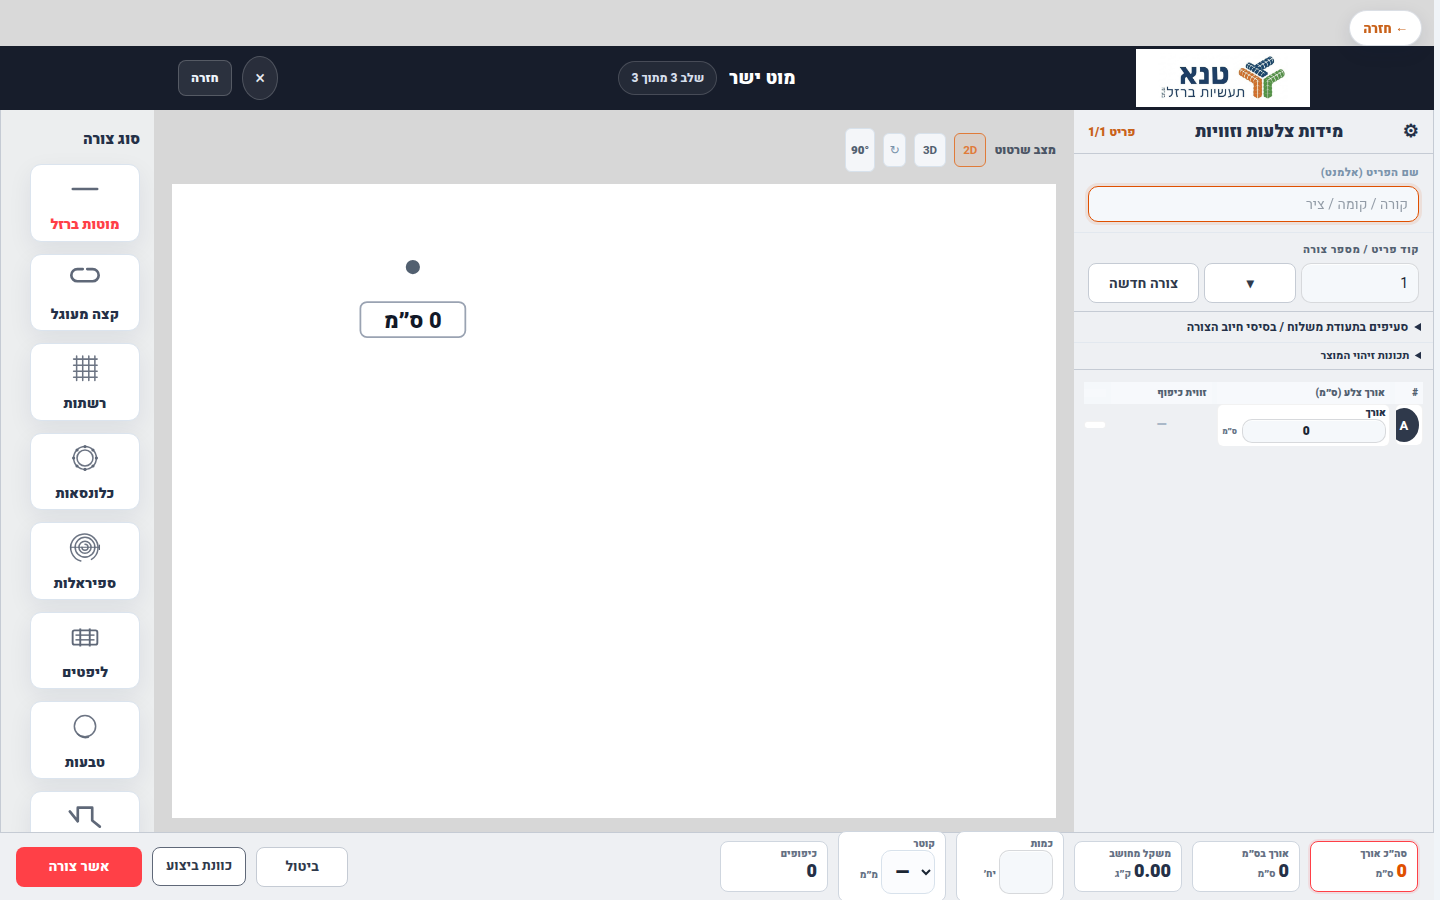 ← חזרה
טנא
תעשיות ברזל
מוט ישר
שלב 3 מתוך 3
×
חזרה
מידות צלעות וזוויות
פריט 1/1
שם הפריט (אלמנט)
קורה / קומה / ציר
קוד פריט / מספר צורה
1
▼
צורה חדשה
◀ סעיפים בתעודת משלוח / בסיסי חיוב הצורה
◀ תכונות זיהוי המוצר
# אורך צלע (ס״מ) זווית כיפוף
A
אורך
0 ס״מ
—
מצב שרטוט
2D
3D
↻
90°
0 ס״מ
סוג צורה
מוטות ברזל
קצה מעוגל
רשתות
כלונסאות
ספיראלות
ליפטים
טבעות
סה״כ אורך
0 ס״מ
אורך בס״מ
0 ס״מ
משקל מחושב
0.00 ק״ג
כמות
יח׳
קוטר
— מ״מ
כיפופים
0
ביטול
כוונת ביצוע
אשר צורה